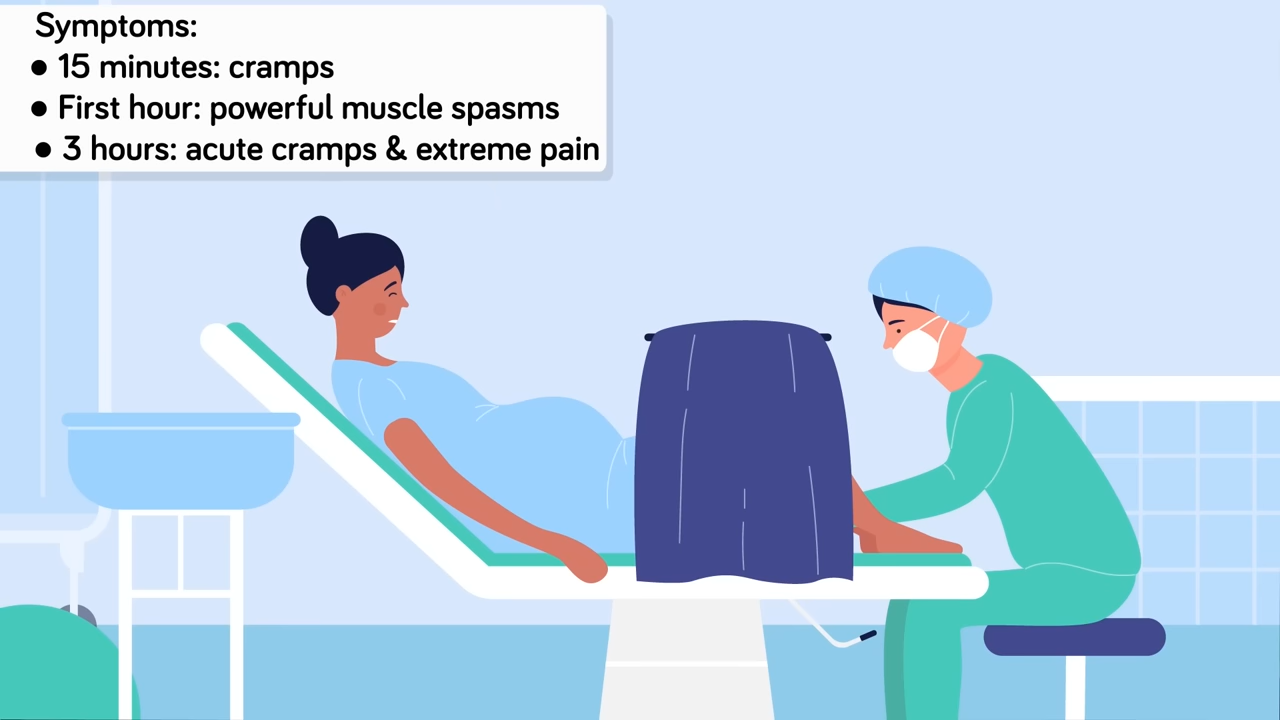 Symptoms:
● 15 minutes: cramps
● First hour: powerful muscle spasms
● 3 hours: acute cramps & extreme pain